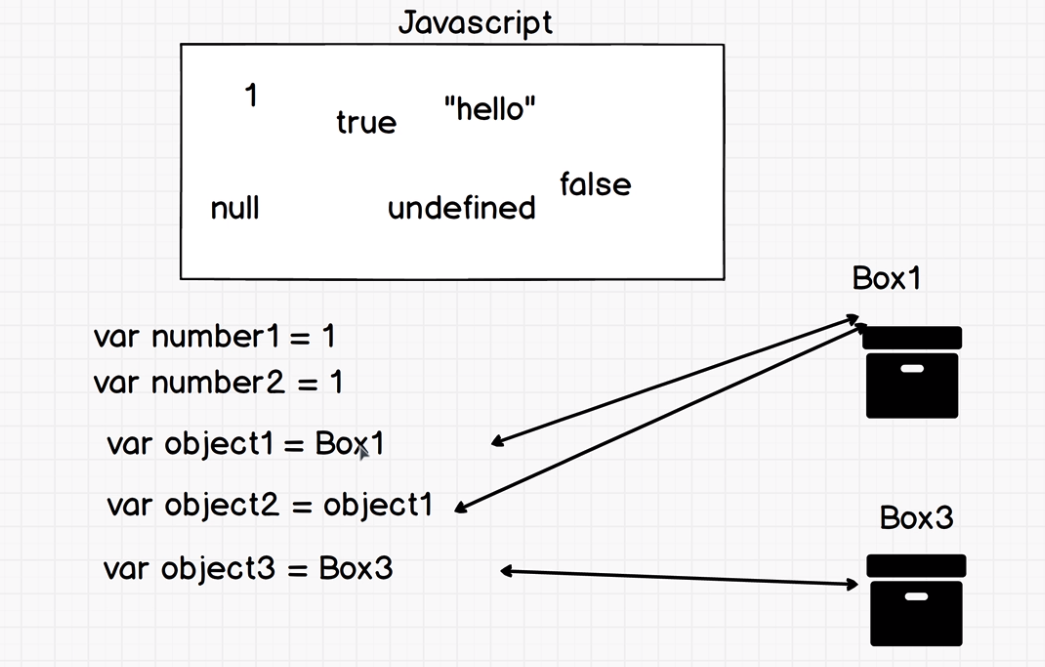 Javascript
1
true
"hello"
null
undefined
false
Box1
var number1 = 1
var number2 = 1
var object1 = Box1
var object2 = object1
Box3
var object3 = Box3